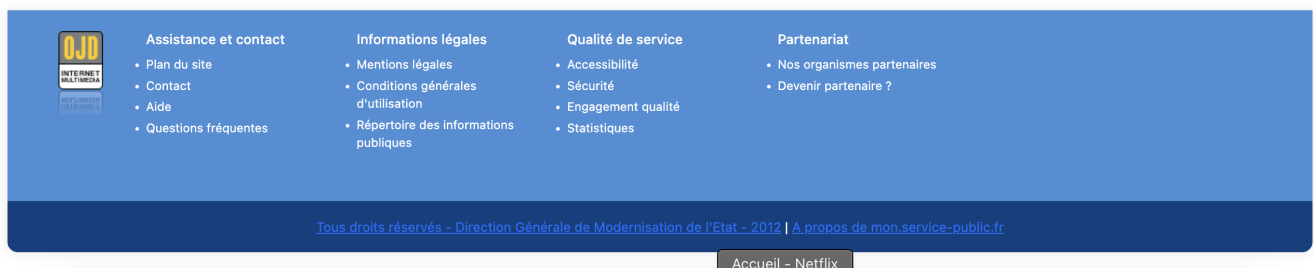 OJD
INTERNET
MULTIMEDIA
Assistance et contact
• Plan du site
• Contact
• Aide
• Questions fréquentes
Informations légales
• Mentions légales
• Conditions générales
d'utilisation
• Répertoire des informations
publiques
Qualité de service
• Accessibilité
• Sécurité
• Engagement qualité
• Statistiques
Partenariat
• Nos organismes partenaires
• Devenir partenaire ?
Tous droits réservés - Direction Générale de Modernisation de l'Etat - 2012 | A propos de mon.service-public.fr
Accueil - Netflix